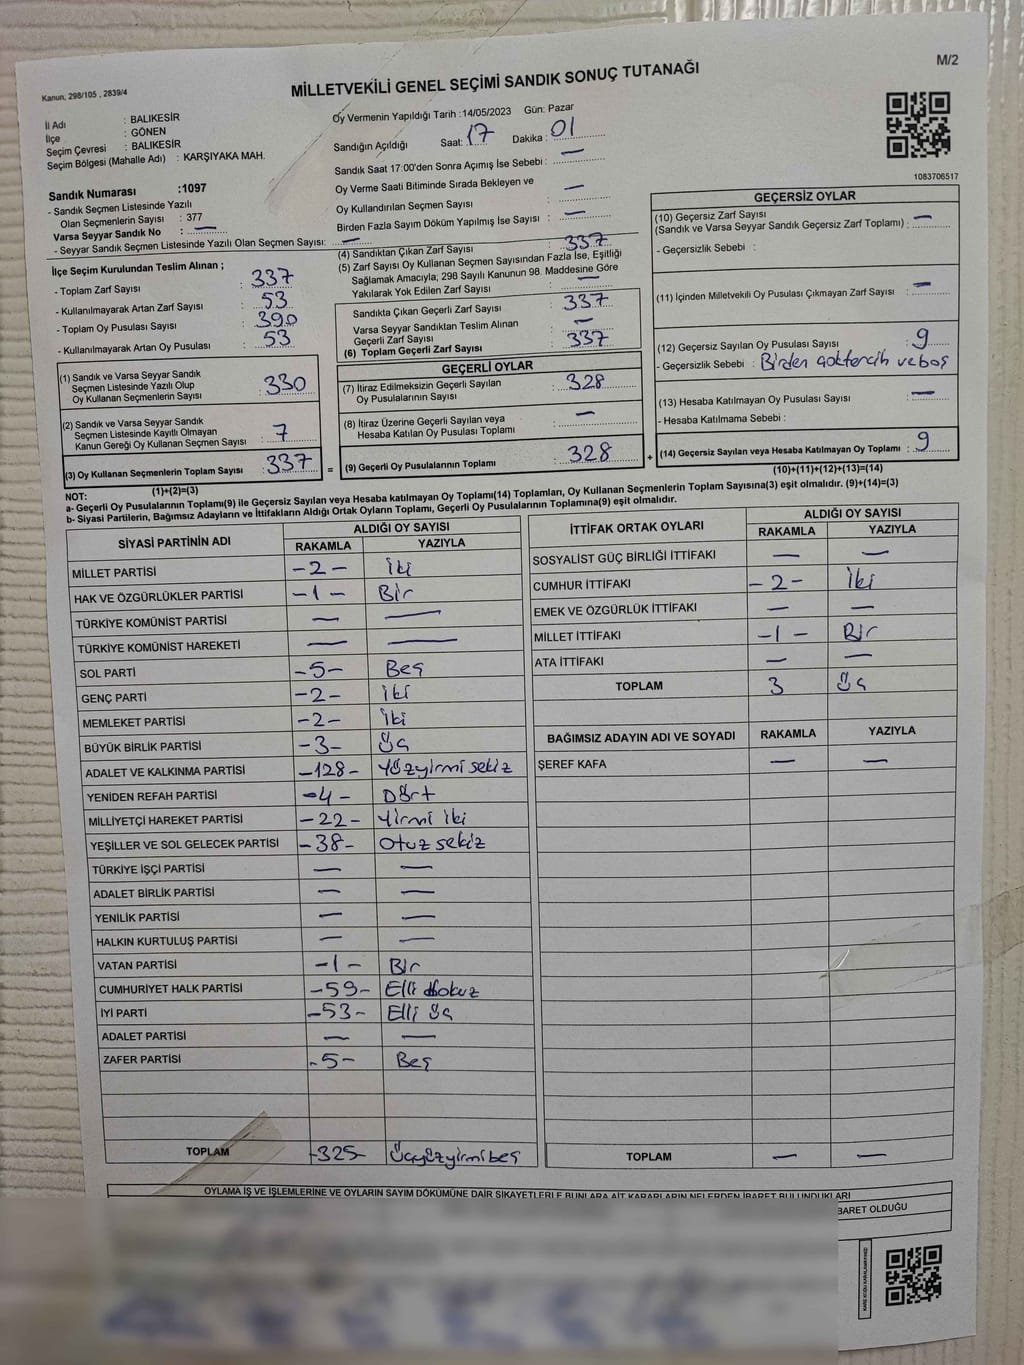 Kanun, 298/105 , 2839/4
MİLLETVEKİLİ GENEL SEÇİMİ SANDIK SONUÇ TUTANAĞI
M/2
İl Adı : BALIKESİR
İlçe : GÖNEN
Seçim Çevresi : BALIKESİR
Seçim Bölgesi (Mahalle Adı) : KARŞIYAKA MAH.
Sandık Numarası :1097
- Sandık Seçmen Listesinde Yazılı
Olan Seçmenlerin Sayısı : 377
Varsa Seyyar Sandık No : —
- Seyyar Sandık Seçmen Listesinde Yazılı Olan Seçmen Sayısı: —
Oy Vermenin Yapıldığı Tarih :14/05/2023 Gün: Pazar
Sandığın Açıldığı Saat: 17 Dakika : 01
Sandık Saat 17:00'den Sonra Açımış İse Sebebi : —
Oy Verme Saati Bitiminde Sırada Bekleyen ve
Oy Kullandırılan Seçmen Sayısı : —
Birden Fazla Sayım Döküm Yapılmış İse Sayısı : —
1083706517
İlçe Seçim Kurulundan Teslim Alınan ;
- Toplam Zarf Sayısı : 337
- Kullanılmayarak Artan Zarf Sayısı : 53
- Toplam Oy Pusulası Sayısı : 390
- Kullanılmayarak Artan Oy Pusulası : 53
(1) Sandık ve Varsa Seyyar Sandık
Seçmen Listesinde Yazılı Olup
Oy Kullanan Seçmenlerin Sayısı : 330
(2) Sandık ve Varsa Seyyar Sandık
Seçmen Listesinde Kayıtlı Olmayan
Kanun Gereği Oy Kullanan Seçmen Sayısı : 7
(3) Oy Kullanan Seçmenlerin Toplam Sayısı : 337
(1)+(2)=(3)
(4) Sandıktan Çıkan Zarf Sayısı : 337
(5) Zarf Sayısı Oy Kullanan Seçmen Sayısından Fazla İse, Eşitliği
Sağlamak Amacıyla; 298 Sayılı Kanunun 98. Maddesine Göre
Yakılarak Yok Edilen Zarf Sayısı : —
Sandıkta Çıkan Geçerli Zarf Sayısı : 337
Varsa Seyyar Sandıktan Teslim Alınan
Geçerli Zarf Sayısı : —
(6) Toplam Geçerli Zarf Sayısı : 337
GEÇERLİ OYLAR
(7) İtiraz Edilmeksizin Geçerli Sayılan
Oy Pusulasının Sayısı : 328
(8) İtiraz Üzerine Geçerli Sayılan veya
Hesaba Katılan Oy Pusulası Toplamı : —
= (9) Geçerli Oy Pusulalarının Toplamı : 328 +
GEÇERSİZ OYLAR
(10) Geçersiz Zarf Sayısı
(Sandık ve Varsa Seyyar Sandık Geçersiz Zarf Toplamı) : —
- Geçersizlik Sebebi :
(11) İçinden Milletvekili Oy Pusulası Çıkmayan Zarf Sayısı : —
(12) Geçersiz Sayılan Oy Pusulası Sayısı : 9
- Geçersizlik Sebebi : Birden çok tercih ve boş
(13) Hesaba Katılmayan Oy Pusulası Sayısı : —
- Hesaba Katılmama Sebebi :
(14) Geçersiz Sayılan veya Hesaba Katılmayan Oy Toplamı : 9
(10)+(11)+(12)+(13)=(14)
NOT:
a- Geçerli Oy Pusulalarının Toplamı(9) ile Geçersiz Sayılan veya Hesaba katılmayan Oy Toplamı(14) Toplamları, Oy Kullanan Seçmenlerin Toplam Sayısına(3) eşit olmalıdır. (9)+(14)=(3)
b- Siyasi Partilerin, Bağımsız Adayların ve İttifakların Aldığı Ortak Oyların Toplamı, Geçerli Oy Pusulalarının Toplamına(9) eşit olmalıdır.
SİYASİ PARTİNİN ADI ALDIĞI OY SAYISI
RAKAMLA YAZIYLA
MİLLET PARTİSİ -2- İki
HAK VE ÖZGÜRLÜKLER PARTİSİ -1- Bir
TÜRKİYE KOMÜNİST PARTİSİ — —
TÜRKİYE KOMÜNİST HAREKETİ — —
SOL PARTİ -5- Beş
GENÇ PARTİ -2- İki
MEMLEKET PARTİSİ -2- İki
BÜYÜK BİRLİK PARTİSİ -3- Üç
ADALET VE KALKINMA PARTİSİ -128- Yüzyirmi sekiz
YENİDEN REFAH PARTİSİ -4- Dört
MİLLİYETÇİ HAREKET PARTİSİ -22- Yirmi iki
YEŞİLLER VE SOL GELECEK PARTİSİ -38- Otuz sekiz
TÜRKİYE İŞÇİ PARTİSİ — —
ADALET BİRLİK PARTİSİ — —
YENİLİK PARTİSİ — —
HALKIN KURTULUŞ PARTİSİ — —
VATAN PARTİSİ -1- Bir
CUMHURİYET HALK PARTİSİ -59- Elli dokuz
İYİ PARTİ -53- Elli üç
ADALET PARTİSİ — —
ZAFER PARTİSİ -5- Beş
TOPLAM -325- Üçyüzyirmibeş
İTTİFAK ORTAK OYLARI ALDIĞI OY SAYISI
RAKAMLA YAZIYLA
SOSYALİST GÜÇ BİRLİĞİ İTTİFAKI — —
CUMHUR İTTİFAKI -2- İki
EMEK VE ÖZGÜRLÜK İTTİFAKI — —
MİLLET İTTİFAKI -1- Bir
ATA İTTİFAKI — —
TOPLAM 3 Üç
BAĞIMSIZ ADAYIN ADI VE SOYADI RAKAMLA YAZIYLA
ŞEREF KAFA — —
TOPLAM — —
OYLAMA İŞ VE İŞLEMLERİNE VE OYLARIN SAYIM DÖKÜMÜNE DAİR ŞİKAYETLERLE BUNLARA AİT KARARLARIN NELERDEN İBARET BULUNDUKLARI
BARET OLDUĞU